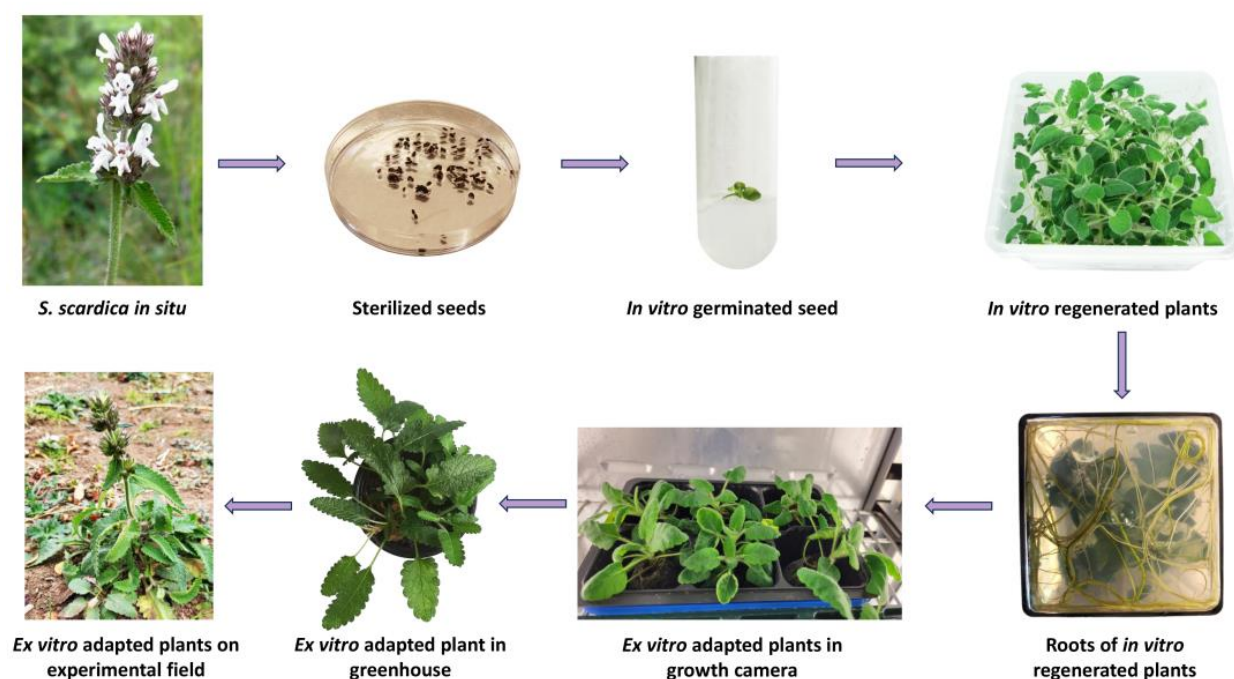 S. scardica in situ
Sterilized seeds
In vitro germinated seed
In vitro regenerated plants
Roots of in vitro
regenerated plants
Ex vitro adapted plants in
growth camera
Ex vitro adapted plant in
greenhouse
Ex vitro adapted plants on
experimental field